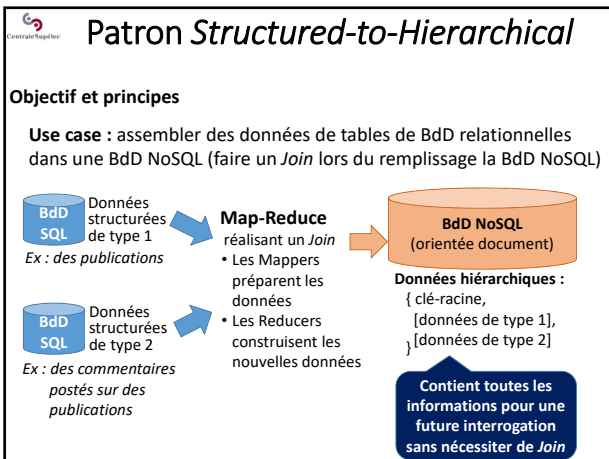 CentraleSupélec
Patron Structured-to-Hierarchical
Objectif et principes
Use case : assembler des données de tables de BdD relationnelles
dans une BdD NoSQL (faire un Join lors du remplissage la BdD NoSQL)
BdD
SQL
Données
structurées
de type 1
Ex : des publications
BdD
SQL
Données
structurées
de type 2
Ex : des commentaires
postés sur des
publications
Map-Reduce
réalisant un Join
• Les Mappers
préparent les
données
• Les Reducers
construisent les
nouvelles données
BdD NoSQL
(orientée document)
Données hiérarchiques :
{ clé-racine,
[données de type 1],
[données de type 2]
}
Contient toutes les
informations pour une
future interrogation
sans nécessiter de Join